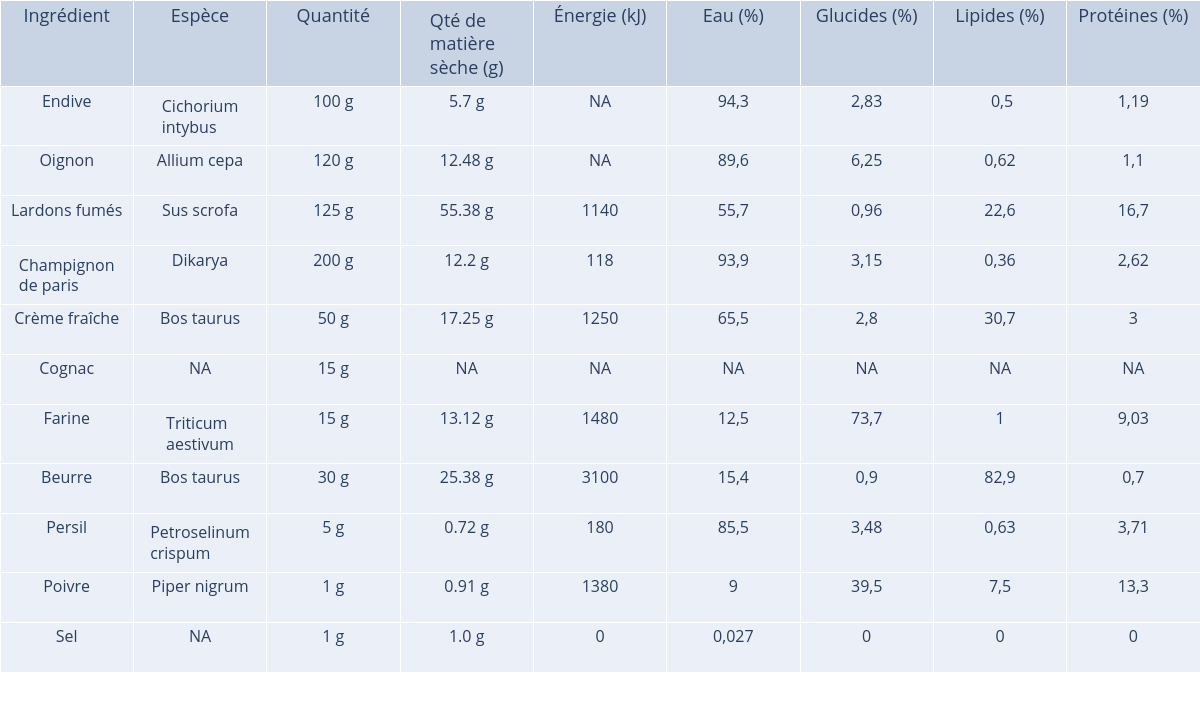 Ingrédient Espèce Quantité Qté de matière sèche (g) Énergie (kJ) Eau (%) Glucides (%) Lipides (%) Protéines (%)
Endive Cichorium intybus 100 g 5.7 g NA 94,3 2,83 0,5 1,19
Oignon Allium cepa 120 g 12.48 g NA 89,6 6,25 0,62 1,1
Lardons fumés Sus scrofa 125 g 55.38 g 1140 55,7 0,96 22,6 16,7
Champignon de paris Dikarya 200 g 12.2 g 118 93,9 3,15 0,36 2,62
Crème fraîche Bos taurus 50 g 17.25 g 1250 65,5 2,8 30,7 3
Cognac NA 15 g NA NA NA NA NA NA
Farine Triticum aestivum 15 g 13.12 g 1480 12,5 73,7 1 9,03
Beurre Bos taurus 30 g 25.38 g 3100 15,4 0,9 82,9 0,7
Persil Petroselinum crispum 5 g 0.72 g 180 85,5 3,48 0,63 3,71
Poivre Piper nigrum 1 g 0.91 g 1380 9 39,5 7,5 13,3
Sel NA 1 g 1.0 g 0 0,027 0 0 0